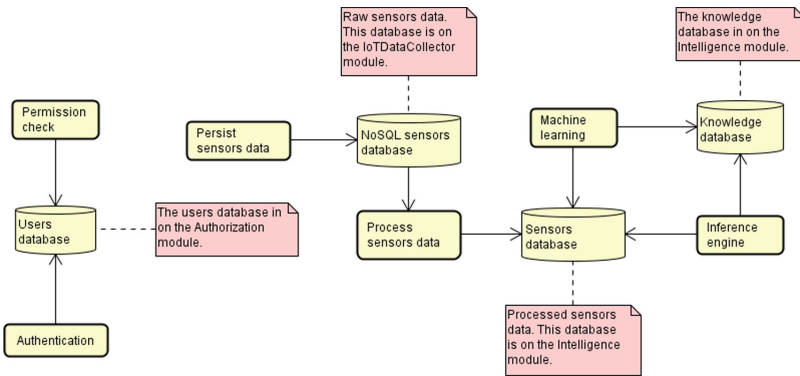 Raw sensors data.
This database is on
the IoTDataCollector
module.
The knowledge
database in on the
Intelligence module.
Permission
check
Persist
sensors data
NoSQL sensors
database
Machine
learning
Knowledge
database
Users
database
The users database in
on the Authorization
module.
Process
sensors data
Sensors
database
Inference
engine
Authentication
Processed sensors
data. This database
is on the Intelligence
module.